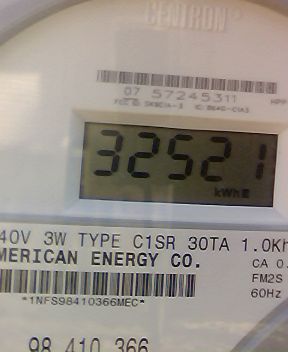 CENTRON®
07 57245311
HPP
32521
kWh
40V 3W TYPE C1SR 30TA 1.0Kh
MERICAN ENERGY CO.
CA 0.
FM2S
60Hz
*1NFS98410366MEC*
98 410 366